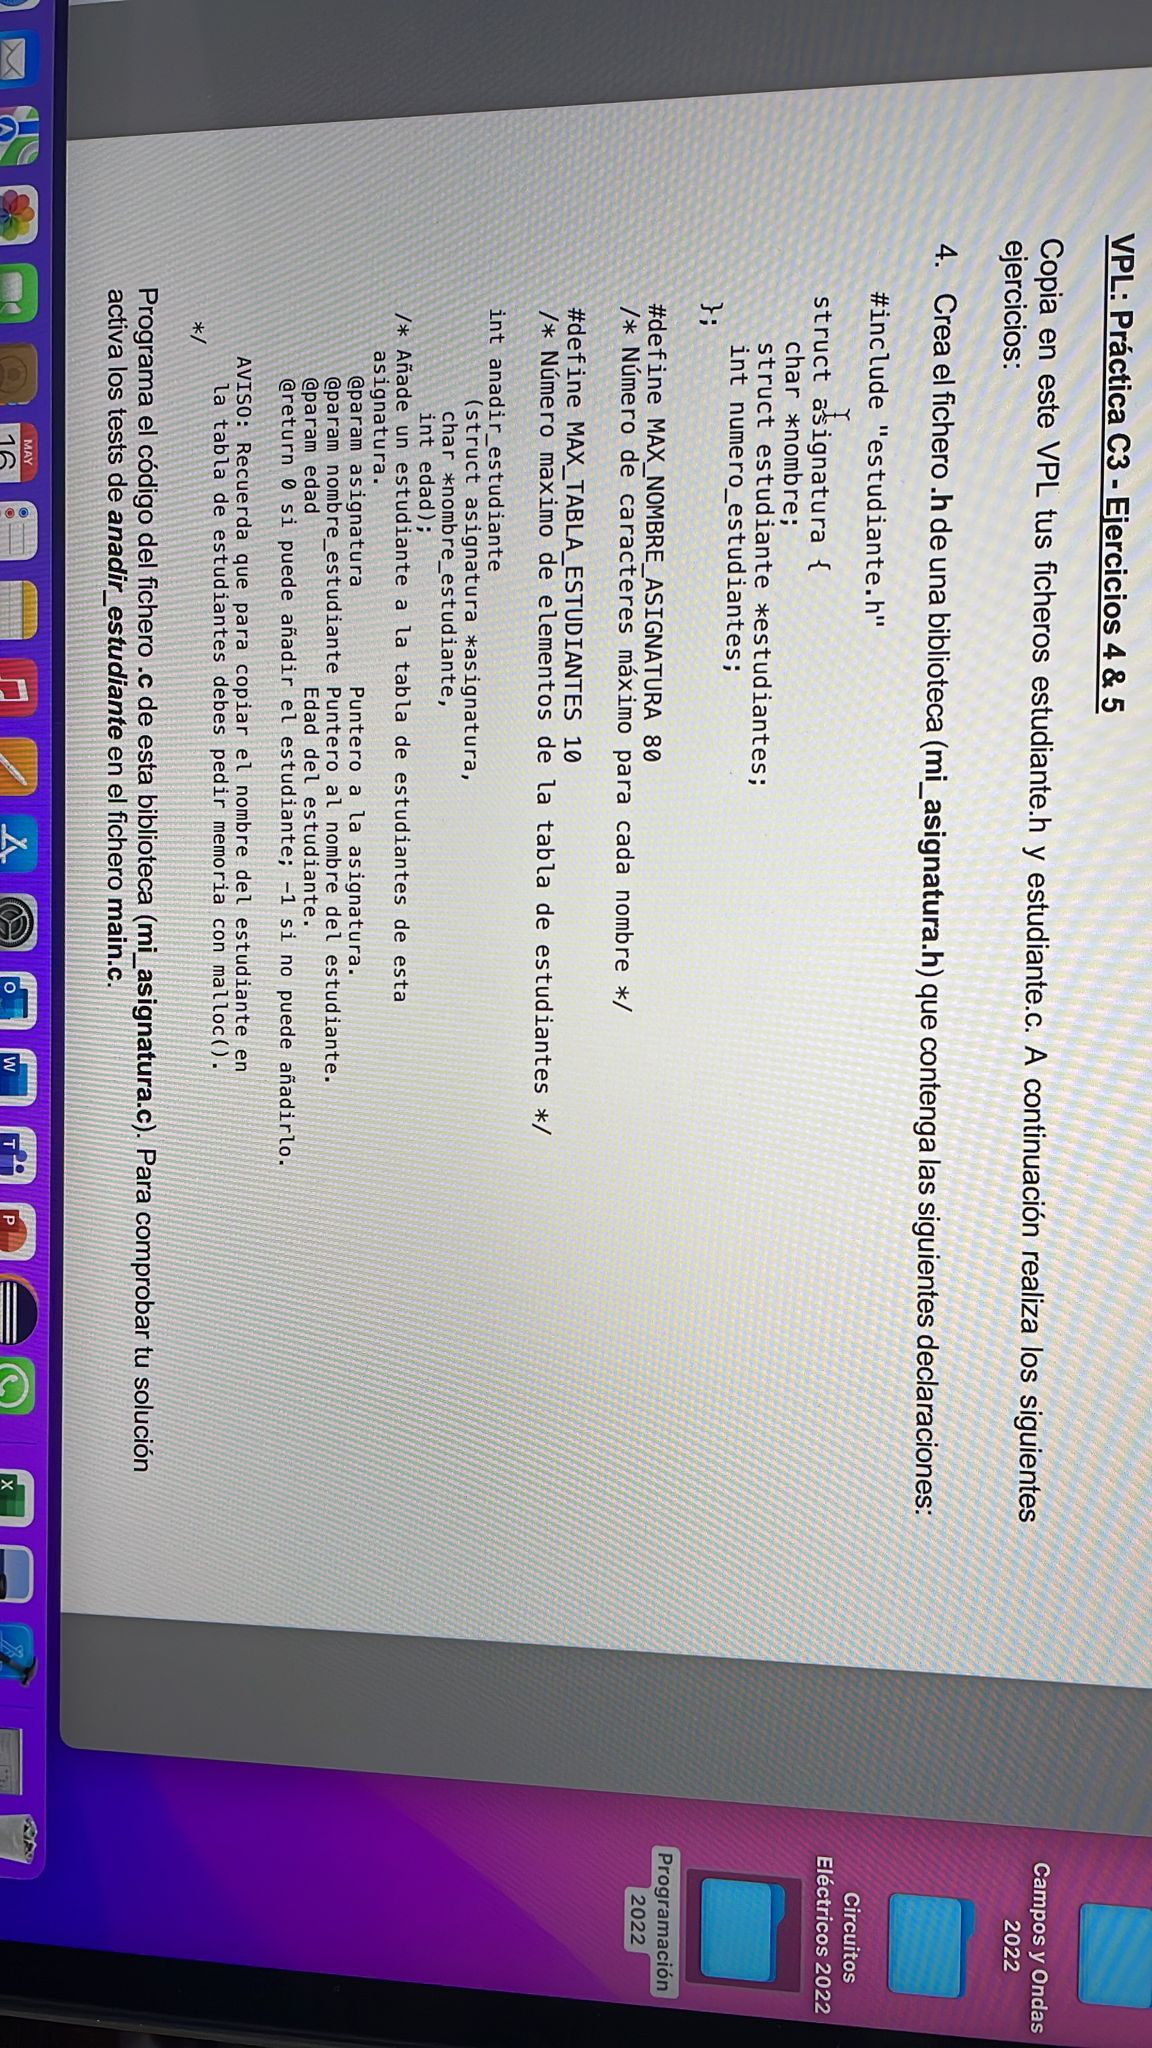 VPL: Práctica C3 - Ejercicios 4 & 5
Copia en este VPL tus ficheros estudiante.h y estudiante.c. A continuación realiza los siguientes
ejercicios:
4. Crea el fichero .h de una biblioteca (mi_asignatura.h) que contenga las siguientes declaraciones:
#include "estudiante.h"
struct asignatura {
char *nombre;
struct estudiante *estudiantes;
int numero_estudiantes;
};
#define MAX_NOMBRE_ASIGNATURA 80
/* Número de caracteres máximo para cada nombre */
#define MAX_TABLA_ESTUDIANTES 10
/* Número maximo de elementos de la tabla de estudiantes */
int anadir_estudiante
(struct asignatura *asignatura,
char *nombre_estudiante,
int edad);
/* Añade un estudiante a la tabla de estudiantes de esta
asignatura.
@param asignatura Puntero a la asignatura.
@param nombre_estudiante Puntero al nombre del estudiante.
@param edad Edad del estudiante.
@return 0 si puede añadir el estudiante; -1 si no puede añadirlo.
AVISO: Recuerda que para copiar el nombre del estudiante en
la tabla de estudiantes debes pedir memoria con malloc().
*/
Programa el código del fichero .c de esta biblioteca (mi_asignatura.c). Para comprobar tu solución
activa los tests de anadir_estudiante en el fichero main.c.
Campos y Ondas
2022
Circuitos
Eléctricos 2022
Programación
2022
MAY
16
O
W
T
P
X